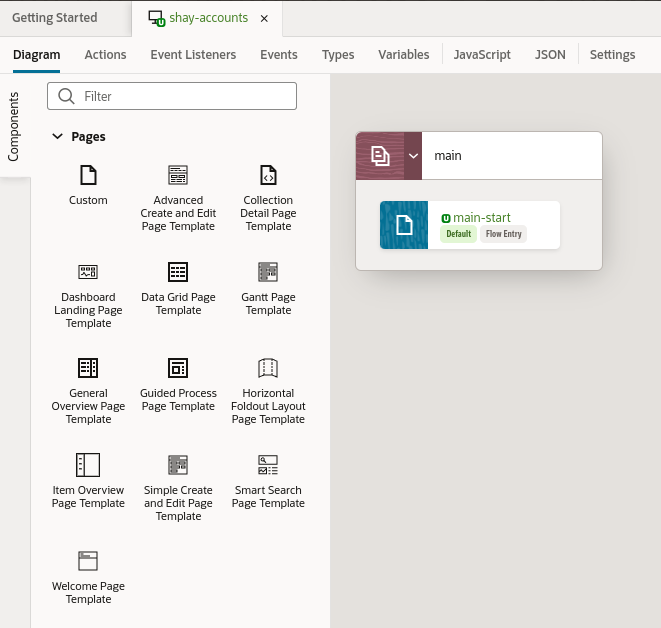 Getting Started
U shay-accounts ×
Diagram Actions Event Listeners Events Types Variables JavaScript JSON Settings
Components
Filter
Pages
Custom
Advanced
Create and Edit
Page Template
Collection
Detail Page
Template
Dashboard
Landing Page
Template
Data Grid Page
Template
Gantt Page
Template
General
Overview Page
Template
Guided Process
Page Template
Horizontal
Foldout Layout
Page Template
Item Overview
Page Template
Simple Create
and Edit Page
Template
Smart Search
Page Template
Welcome Page
Template
main
U main-start
Default Flow Entry